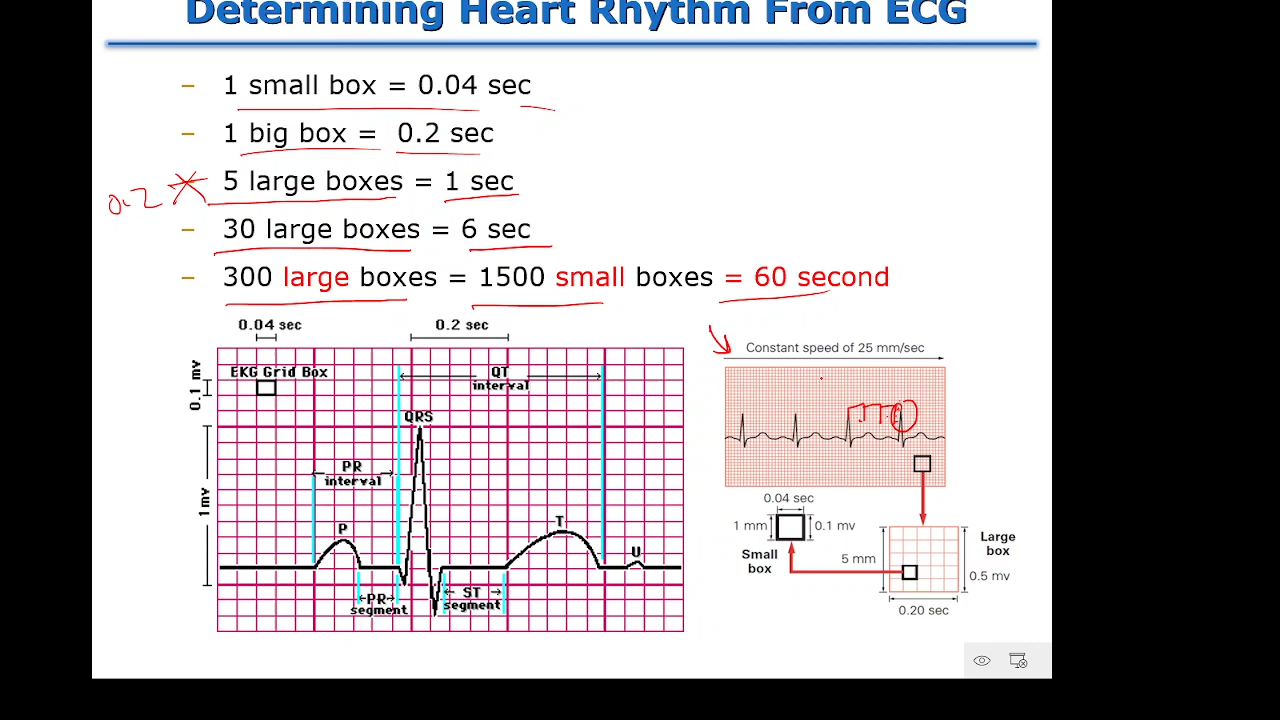 Determining Heart Rhythm From ECG
– 1 small box = 0.04 sec
– 1 big box = 0.2 sec
0.2
– 5 large boxes = 1 sec
– 30 large boxes = 6 sec
– 300 large boxes = 1500 small boxes = 60 second
0.04 sec
0.2 sec
EKG Grid Box
0.1 mv
QT
interval
QRS
PR
interval
1mv
P
T
U
PR
segment
ST
segment
Constant speed of 25 mm/sec
0.04 sec
1 mm
0.1 mv
Small
box
5 mm
Large
box
0.5 mv
0.20 sec